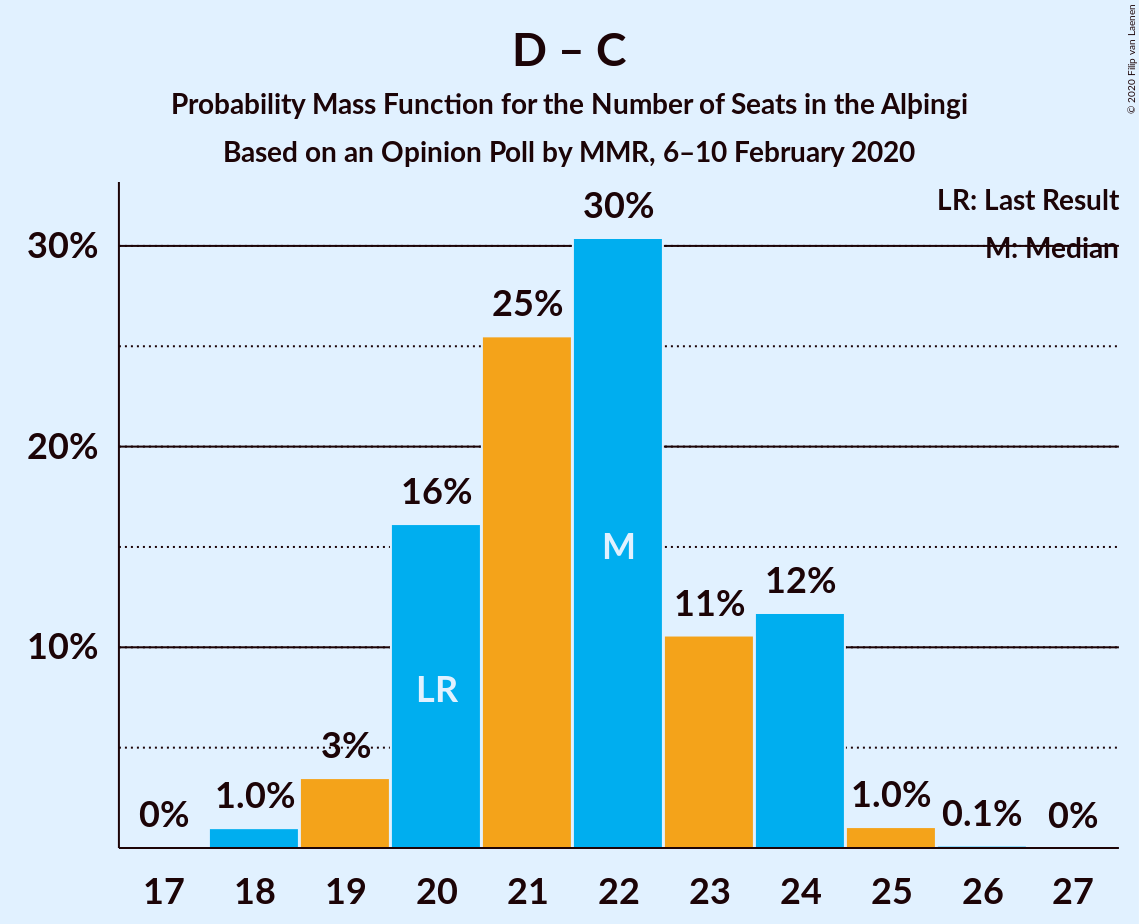 D – C
Probability Mass Function for the Number of Seats in the Alþingi
Based on an Opinion Poll by MMR, 6–10 February 2020
© 2020 Filip van Laenen
LR: Last Result
M: Median
30%
20%
10%
0%
1.0%
3%
16%
25%
30%
11%
12%
1.0%
0.1%
0%
LR
M
17 18 19 20 21 22 23 24 25 26 27